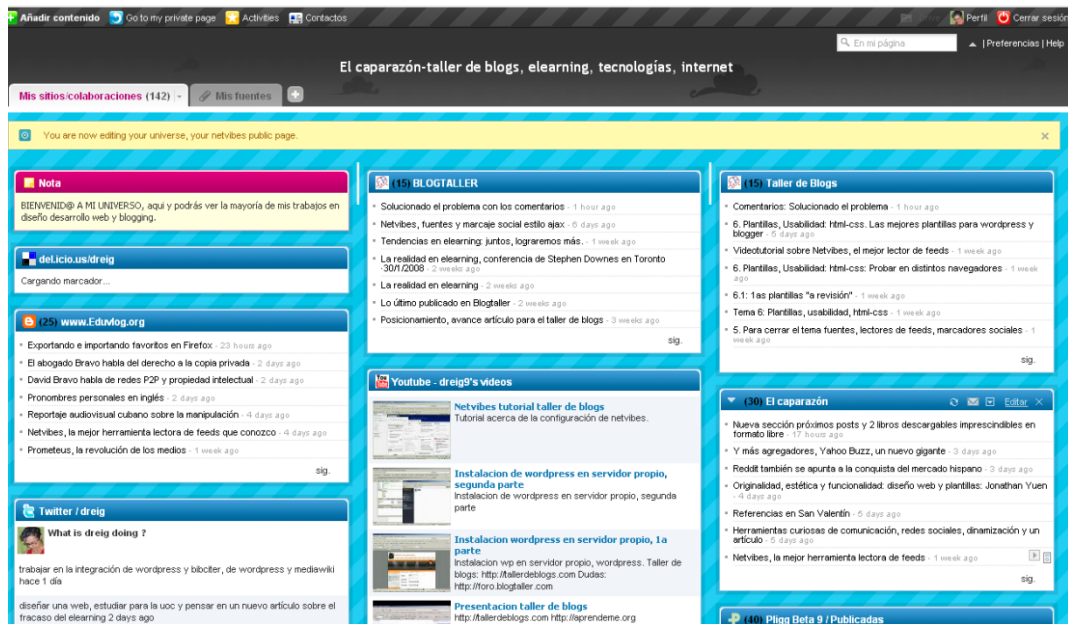 Añadir contenido Go to my private page Activities Contactos Perfil Cerrar sesión
En mi página | Preferencias | Help
El caparazón-taller de blogs, elearning, tecnologías, internet
Mis sitios/colaboraciones (142) Mis fuentes
You are now editing your universe, your netvibes public page.
Nota
BIENVENID@ A MI UNIVERSO, aqui y podrás ver la mayoría de mis trabajos en
diseño desarrollo web y blogging.
del.icio.us/dreig
Cargando marcador...
(25) www.Eduvlog.org
Exportando e importando favoritos en Firefox - 23 hours ago
El abogado Bravo habla del derecho a la copia privada - 2 days ago
David Bravo habla de redes P2P y propiedad intelectual - 2 days ago
Pronombres personales en inglés - 2 days ago
Reportaje audiovisual cubano sobre la manipulación - 4 days ago
Netvibes, la mejor herramienta lectora de feeds que conozco - 4 days ago
Prometeus, la revolución de los medios - 1 week ago
sig.
Twitter / dreig
What is dreig doing ?
trabajar en la integración de wordpress y bibciter, de wordpress y mediawiki
hace 1 día
diseñar una web, estudiar para la uoc y pensar en un nuevo artículo sobre el
fracaso del elearning 2 days ago
(15) BLOGTALLER
Solucionado el problema con los comentarios - 1 hour ago
Netvibes, fuentes y marcaje social estilo ajax - 6 days ago
Tendencias en elearning: juntos, lograremos más. - 1 week ago
La realidad en elearning, conferencia de Stephen Downes en Toronto
-30/1/2008 - 2 weeks ago
La realidad en elearning - 2 weeks ago
Lo último publicado en Blogtaller - 2 weeks ago
Posicionamiento, avance artículo para el taller de blogs - 3 weeks ago
sig.
Youtube - dreig9's videos
Netvibes tutorial taller de blogs
Tutorial acerca de la configuración de netvibes.
Instalacion de wordpress en servidor propio,
segunda parte
Instalacion de wordpress en servidor propio, segunda
parte
Instalacion wordpress en servidor propio, 1a
parte
Instalacion wp en servidor propio, wordpress. Taller de
blogs: http://tallerdeblogs.com Dudas:
http://foro.blogtaller.com
Presentacion taller de blogs
http://tallerdeblogs.com http://aprendeme.org
(15) Taller de Blogs
Comentarios: Solucionado el problema - 1 hour ago
6. Plantillas, Usabilidad: html-css. Las mejores plantillas para wordpress y
blogger - 5 days ago
Videotutorial sobre Netvibes, el mejor lector de feeds - 1 week ago
6. Plantillas, Usabilidad: html-css: Probar en distintos navegadores - 1 week
ago
6.1: 1as plantillas "a revisión" - 1 week ago
Tema 6: Plantillas, usabilidad, html-css - 1 week ago
5. Para cerrar el tema fuentes, lectores de feeds, marcadores sociales - 1
week ago
sig.
(30) El caparazón Editar
Nueva sección próximos posts y 2 libros descargables imprescindibles en
formato libre - 17 hours ago
Y más agregadores, Yahoo Buzz, un nuevo gigante - 3 days ago
Reddit también se apunta a la conquista del mercado hispano - 3 days ago
Originalidad, estética y funcionalidad: diseño web y plantillas: Jonathan Yuen
- 4 days ago
Referencias en San Valentín - 5 days ago
Herramientas curiosas de comunicación, redes sociales, dinamización y un
artículo - 5 days ago
Netvibes, la mejor herramienta lectora de feeds - 1 week ago
sig.
(40) Pligg Beta 9 / Publicadas